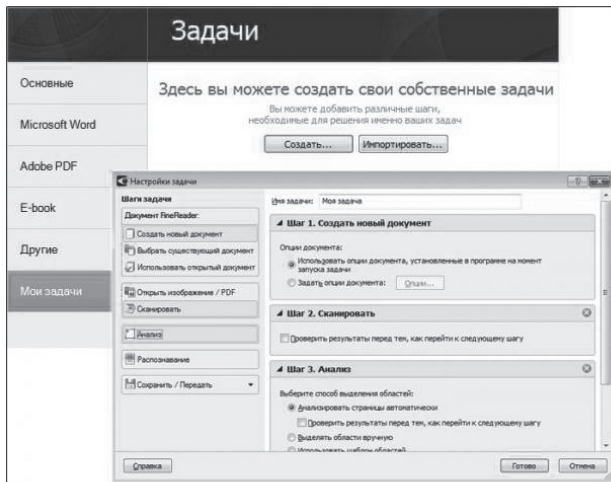 Задачи
Основные
Microsoft Word
Adobe PDF
E-book
Другие
Мои задачи
Здесь вы можете создать свои собственные задачи
Вы можете добавить различные шаги,
необходимые для решения именно ваших задач
Создать...
Импортировать...
Настройки задачи
Шаги задачи
Документ FineReader:
Создать новый документ
Выбрать существующий документ
Использовать открытый документ
Открыть изображение / PDF
Сканировать
Анализ
Распознавание
Сохранить / Передать
Имя задачи: Моя задача
Шаг 1. Создать новый документ
Опции документа:
Использовать опции документа, установленные в программе на момент
запуска задачи
Задать опции документа: Опции...
Шаг 2. Сканировать
Проверить результаты перед тем, как перейти к следующему шагу
Шаг 3. Анализ
Выберите способ выделения областей:
Анализировать страницы автоматически
Проверить результаты перед тем, как перейти к следующему шагу
Выделять области вручную
Использовать шаблон областей
Справка
Готово
Отмена